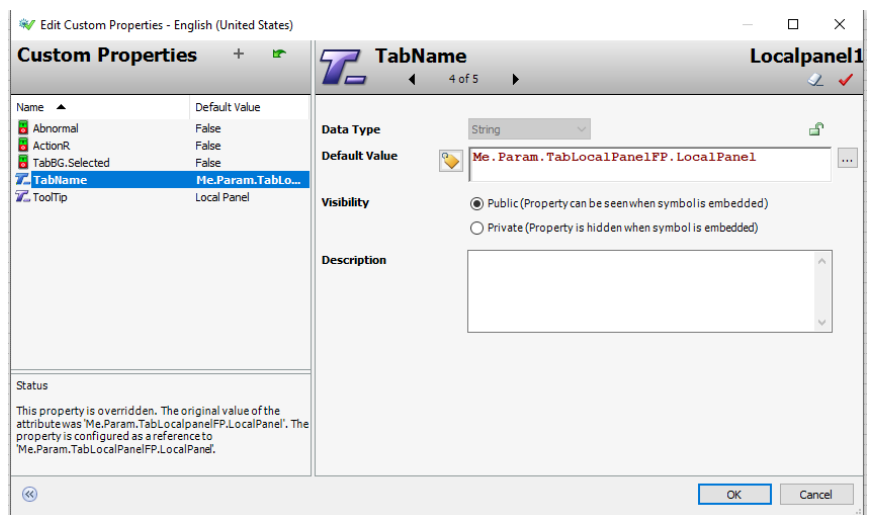 Edit Custom Properties - English (United States)
Custom Properties
Name
Default Value
Abnormal
False
ActionR
False
TabBG.Selected
False
TabName
Me.Param.TabLo...
ToolTip
Local Panel
Status
This property is overridden. The original value of the
attribute was 'Me.Param.TabLocalpanelFP.LocalPanel'. The
property is configured as a reference to
'Me.Param.TabLocalPanelFP.LocalPanel'.
TabName
Localpanel1
4 of 5
Data Type
String
Default Value
Me.Param.TabLocalPanelFP.LocalPanel
...
Visibility
Public (Property can be seen when symbol is embedded)
Private (Property is hidden when symbol is embedded)
Description
OK
Cancel